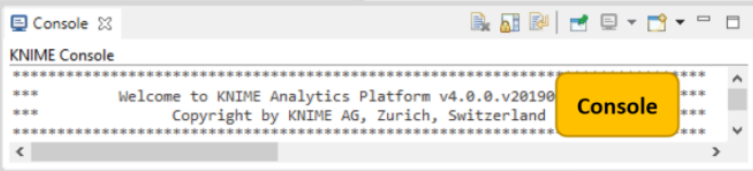 Console
KNIME Console
*******************************************************************************
*** Welcome to KNIME Analytics Platform v4.0.0.v20190 ***
*** Copyright by KNIME AG, Zurich, Switzerland ***
*******************************************************************************
Console